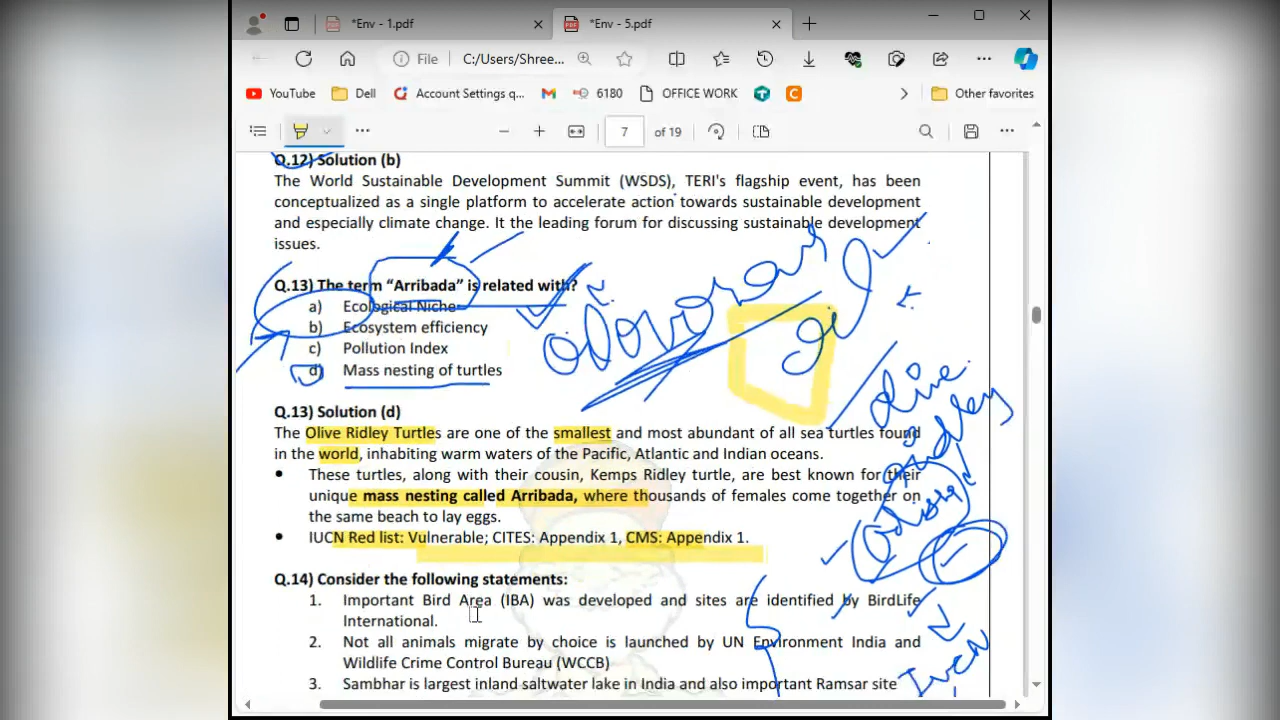 *Env - 1.pdf
*Env - 5.pdf
File C:/Users/Shree...
YouTube Dell Account Settings q... 6180 OFFICE WORK Other favorites
7 of 19
Q.12) Solution (b)
The World Sustainable Development Summit (WSDS), TERI's flagship event, has been
conceptualized as a single platform to accelerate action towards sustainable development
and especially climate change. It the leading forum for discussing sustainable development
issues.
Q.13) The term “Arribada” is related with?
a) Ecological Niche
b) Ecosystem efficiency
c) Pollution Index
d) Mass nesting of turtles
Q.13) Solution (d)
The Olive Ridley Turtles are one of the smallest and most abundant of all sea turtles found
in the world, inhabiting warm waters of the Pacific, Atlantic and Indian oceans.
• These turtles, along with their cousin, Kemps Ridley turtle, are best known for their
unique mass nesting called Arribada, where thousands of females come together on
the same beach to lay eggs.
• IUCN Red list: Vulnerable; CITES: Appendix 1, CMS: Appendix 1.
Q.14) Consider the following statements:
1. Important Bird Area (IBA) was developed and sites are identified by BirdLife
International.
2. Not all animals migrate by choice is launched by UN Environment India and
Wildlife Crime Control Bureau (WCCB)
3. Sambhar is largest inland saltwater lake in India and also important Ramsar site
olive
IUCN